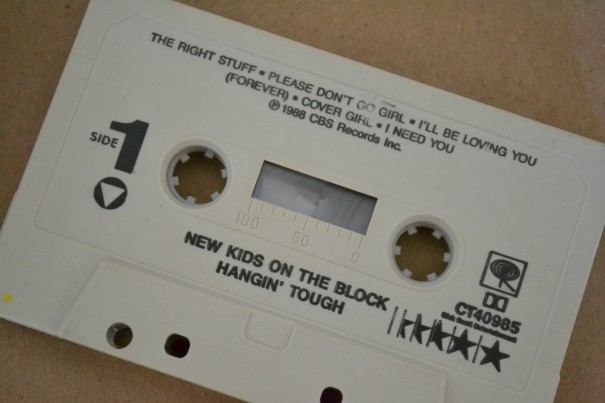 THE RIGHT STUFF ▪ PLEASE DON'T GO GIRL ▪ I'LL BE LOVING YOU
(FOREVER) ▪ COVER GIRL ▪ I NEED YOU
℗ 1988 CBS Records Inc.
SIDE 1
100 50 0
NEW KIDS ON THE BLOCK
HANGIN' TOUGH
CT40985